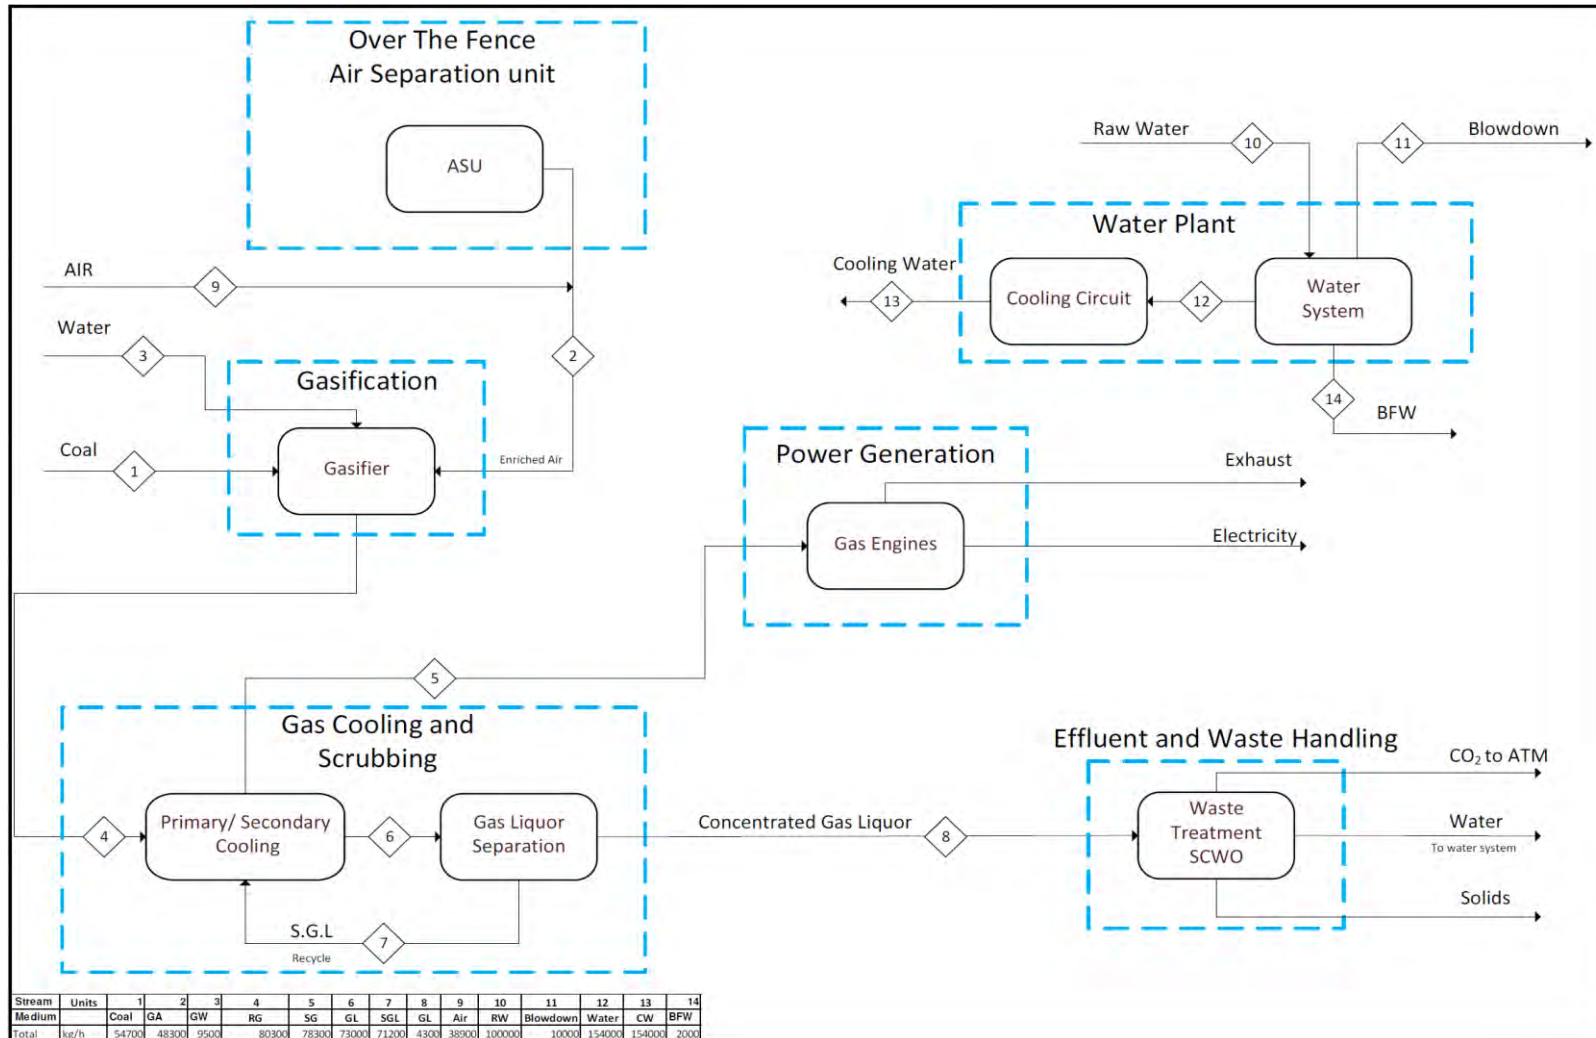 Over The Fence
Air Separation unit
ASU
AIR
9
Water
3
2
Gasification
Coal
1
Gasifier
Enriched Air
Raw Water
10
11
Blowdown
Water Plant
Cooling Water
13
Cooling Circuit
12
Water
System
14
BFW
Power Generation
Exhaust
Gas Engines
Electricity
5
Gas Cooling and
Scrubbing
4
Primary/ Secondary
Cooling
6
Gas Liquor
Separation
S.G.L
7
Recycle
Concentrated Gas Liquor
8
Effluent and Waste Handling
CO₂ to ATM
Waste
Treatment
SCWO
Water
To water system
Solids
Stream Units 1 2 3 4 5 6 7 8 9 10 11 12 13 14
Medium Coal GA GW RG SG GL SGL GL Air RW Blowdown Water CW BFW
Total kg/h 54700 48300 9500 80300 78300 73000 71200 4300 38900 100000 10000 154000 154000 2000